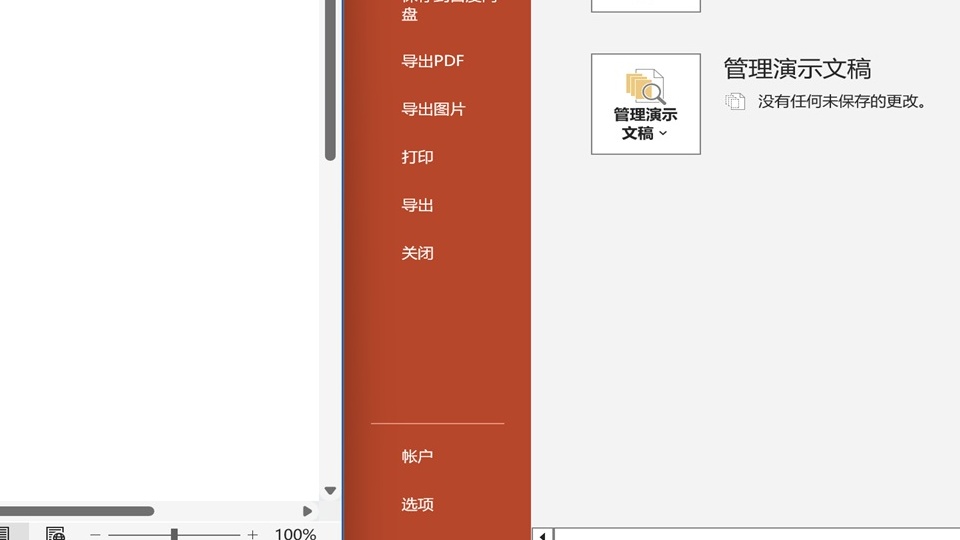 盘
导出PDF
导出图片
打印
导出
关闭
帐户
选项
管理演示文稿
没有任何未保存的更改。
管理演示
文稿
100%